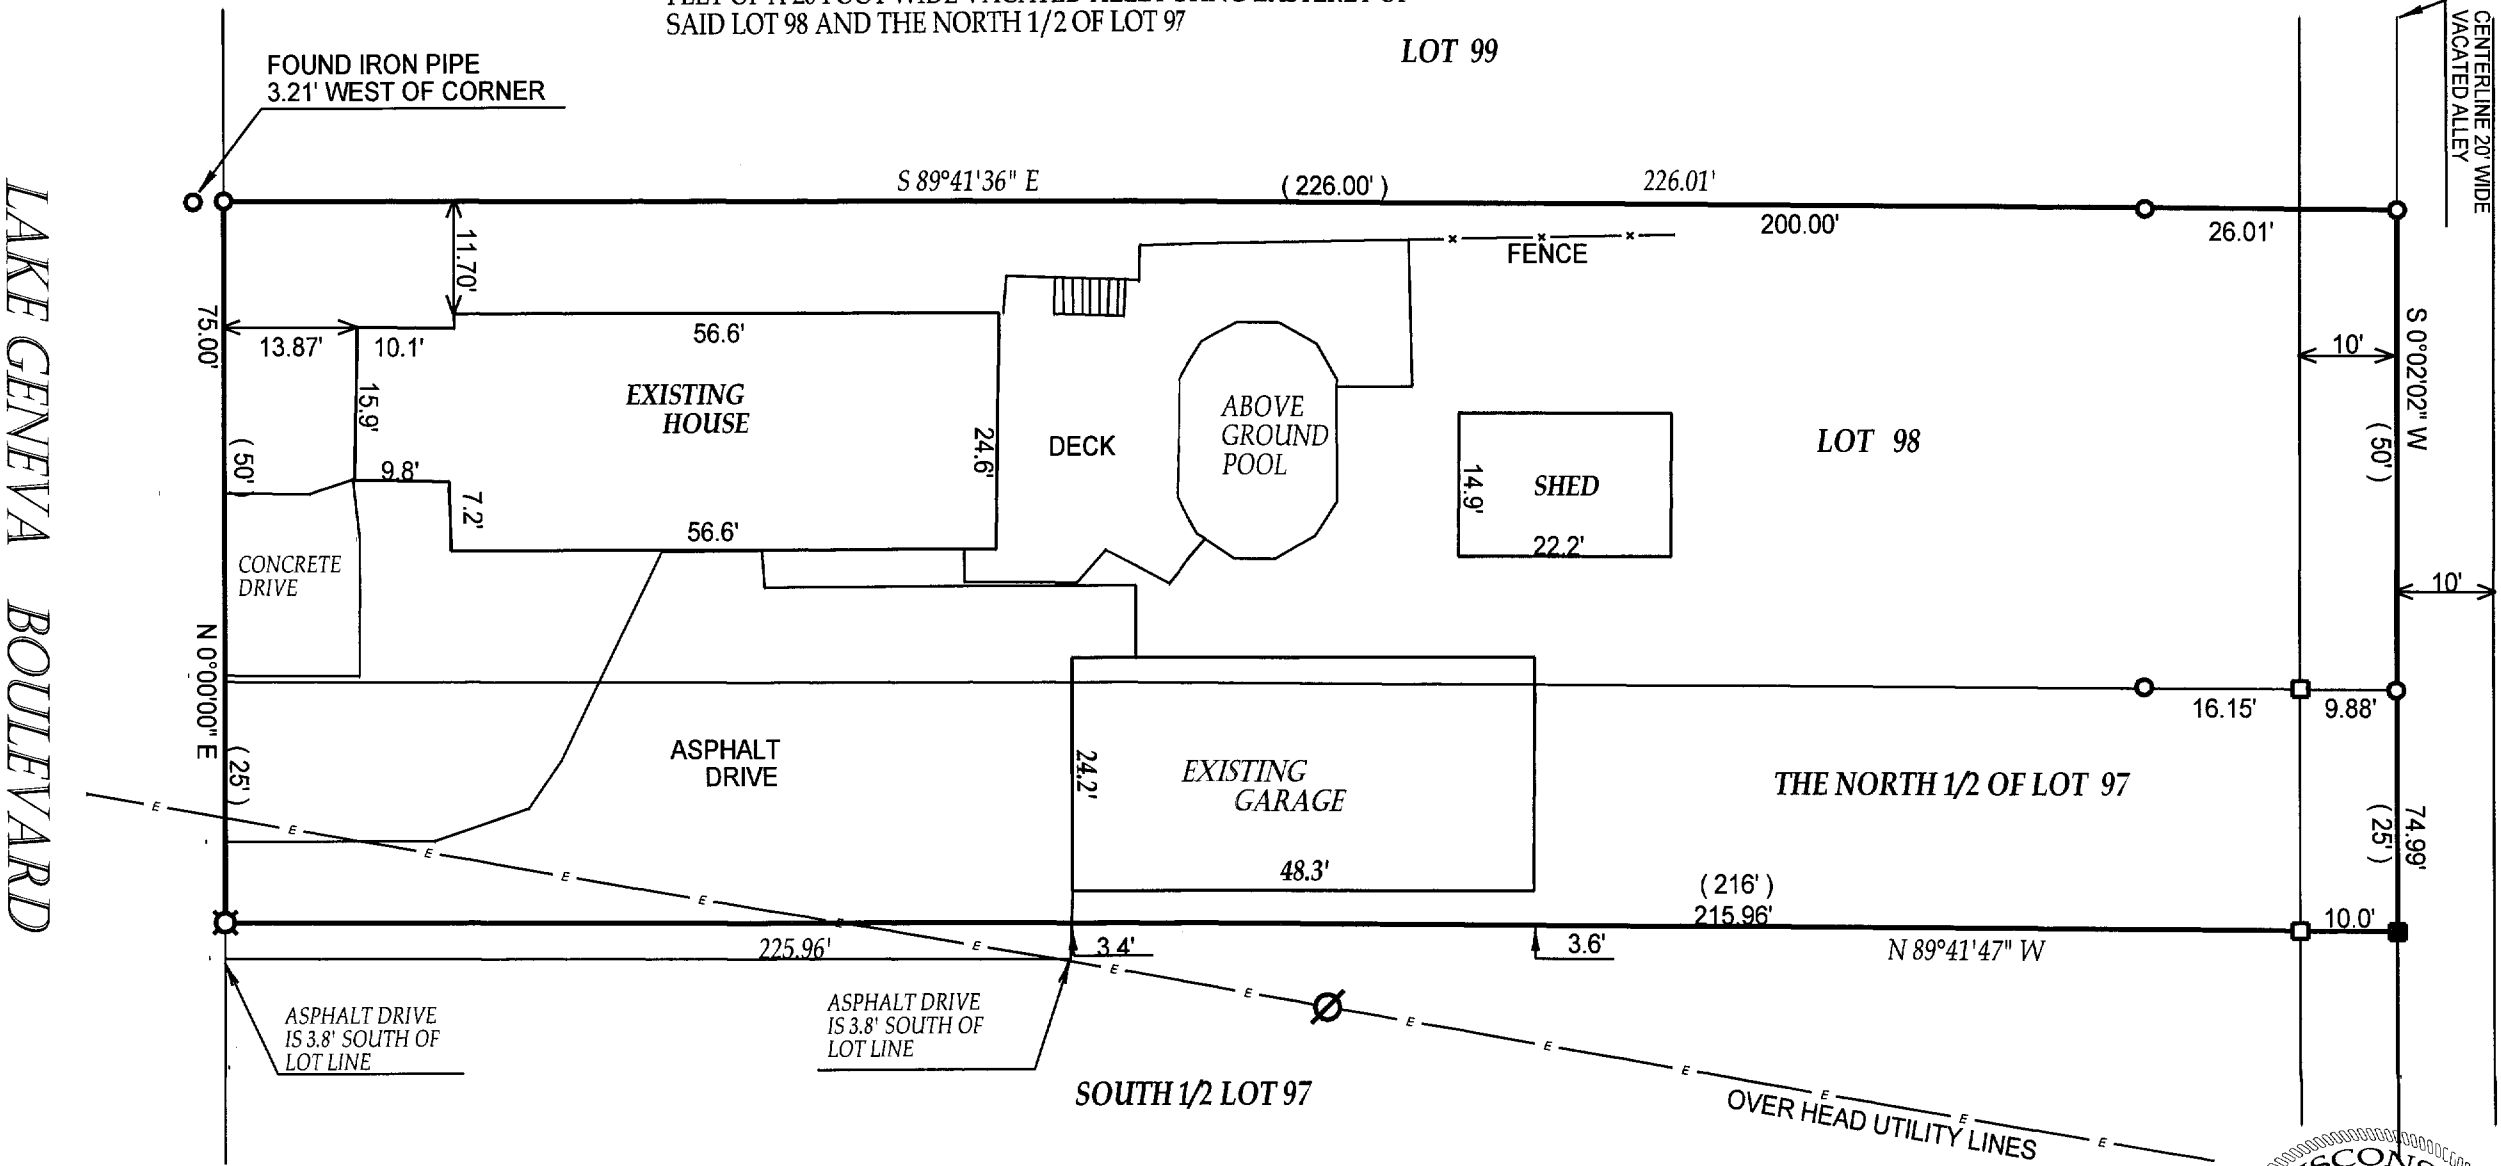 SAID LOT 98 AND THE NORTH 1/2 OF LOT 97
LOT 99
CENTERLINE 20' WIDE
VACATED ALLEY
FOUND IRON PIPE
3.21' WEST OF CORNER
S 89°41'36" E
( 226.00' )
226.01'
200.00'
26.01'
11.70'
FENCE
LAKE GENEVA BOULEVARD
75.00'
13.87'
10.1'
56.6'
10'
S 0°02'02" W
15.9'
EXISTING
HOUSE
24.6'
DECK
ABOVE
GROUND
POOL
LOT 98
( 50' )
( 50' )
9.8'
7.2'
14.9'
SHED
22.2'
56.6'
CONCRETE
DRIVE
10'
N 0°00'00" E
16.15'
9.88'
( 25' )
ASPHALT
DRIVE
24.2'
EXISTING
GARAGE
THE NORTH 1/2 OF LOT 97
74.99'
( 25' )
E
E
E
E
E
E
48.3'
( 216' )
215.96'
10.0'
225.96'
E
3.4'
3.6'
N 89°41'47" W
E
E
ASPHALT DRIVE
IS 3.8' SOUTH OF
LOT LINE
ASPHALT DRIVE
IS 3.8' SOUTH OF
LOT LINE
E
E
E
E
E
E
SOUTH 1/2 LOT 97
OVER HEAD UTILITY LINES